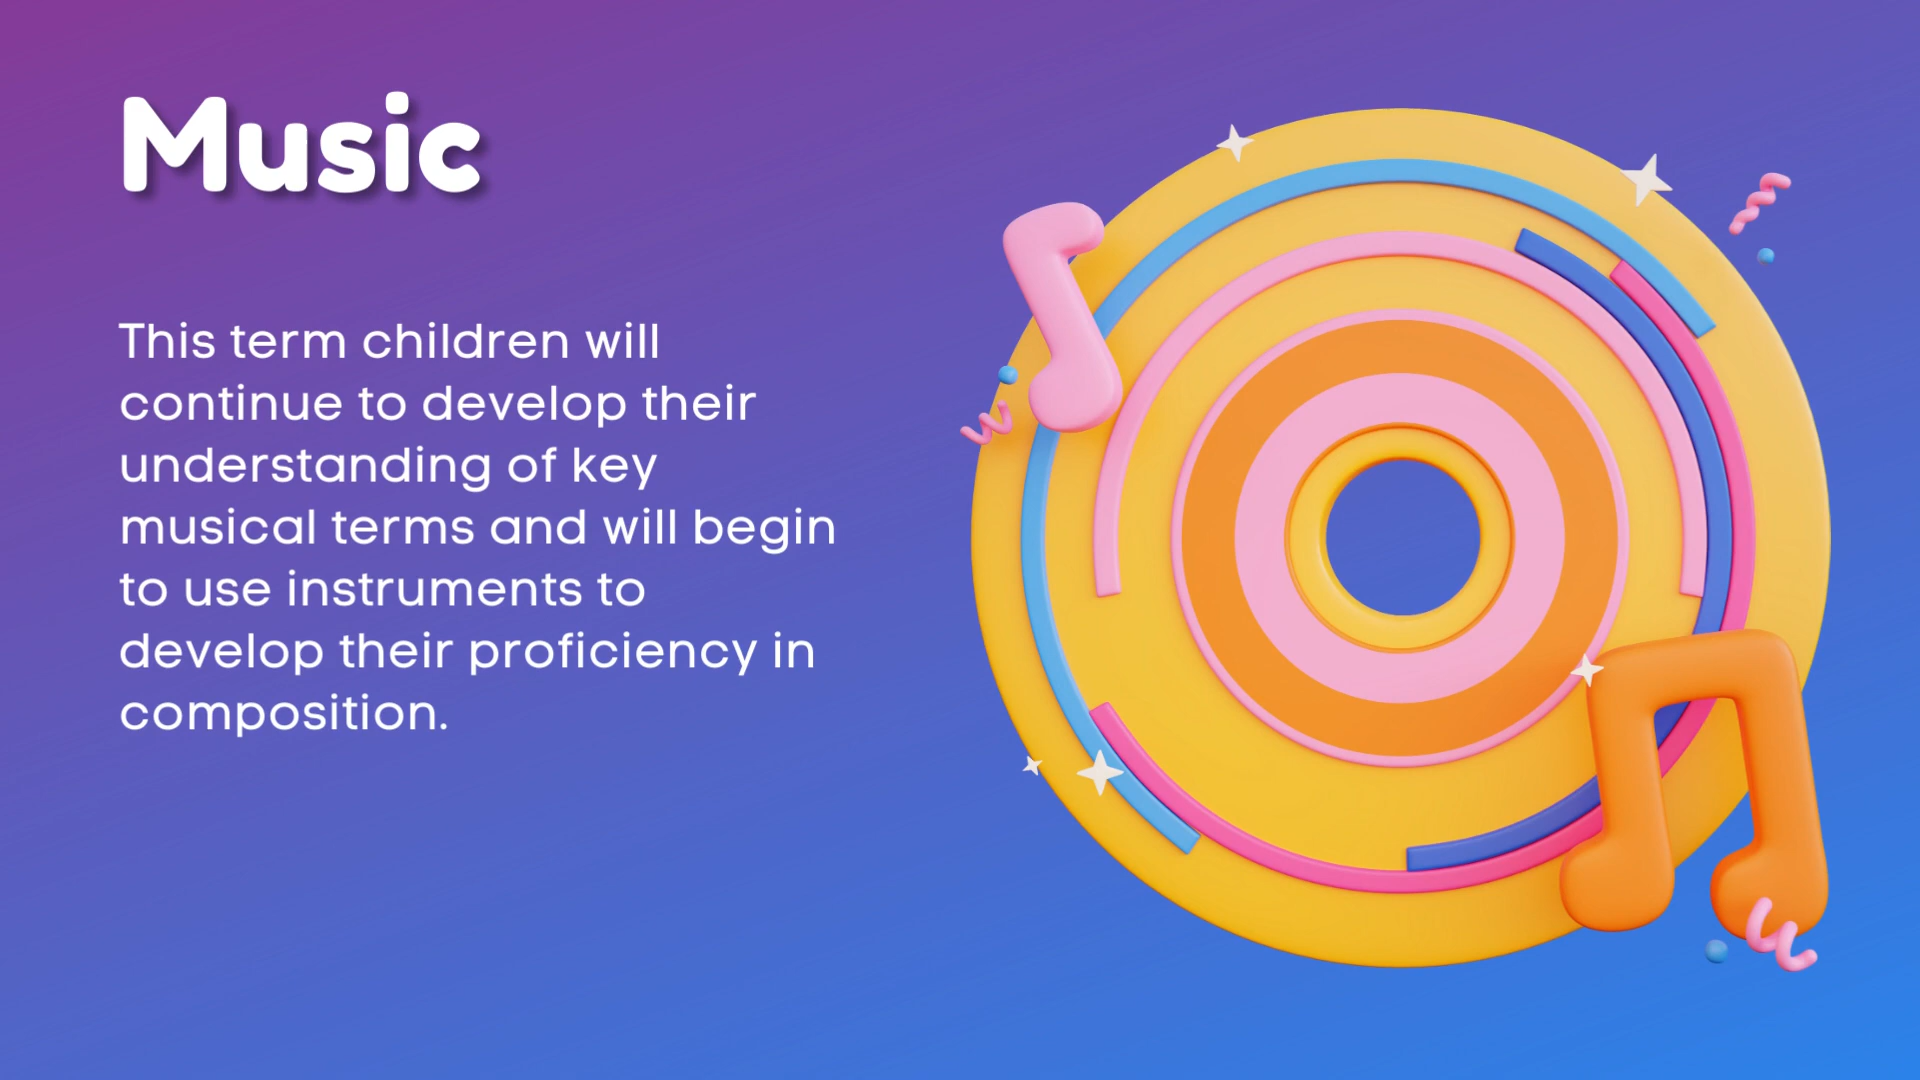 Music
This term children will
continue to develop their
understanding of key
musical terms and will begin
to use instruments to
develop their proficiency in
composition.